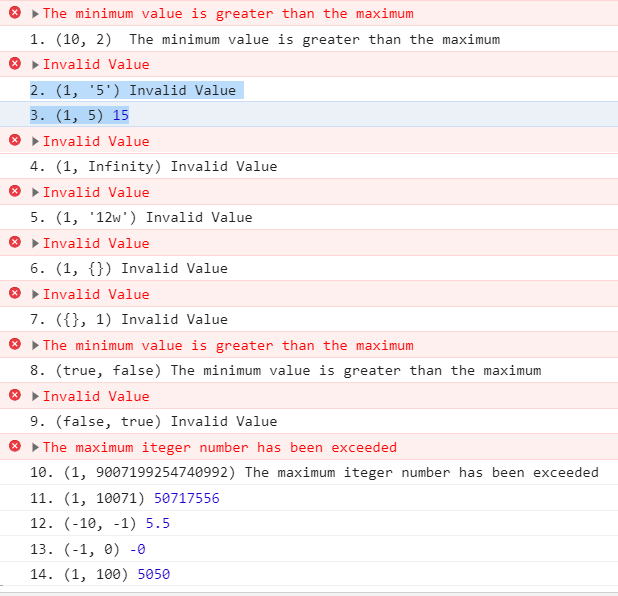 The minimum value is greater than the maximum
1. (10, 2)  The minimum value is greater than the maximum
Invalid Value
2. (1, '5') Invalid Value
3. (1, 5) 15
Invalid Value
4. (1, Infinity) Invalid Value
Invalid Value
5. (1, '12w') Invalid Value
Invalid Value
6. (1, {}) Invalid Value
Invalid Value
7. ({}, 1) Invalid Value
The minimum value is greater than the maximum
8. (true, false) The minimum value is greater than the maximum
Invalid Value
9. (false, true) Invalid Value
The maximum iteger number has been exceeded
10. (1, 9007199254740992) The maximum iteger number has been exceeded
11. (1, 10071) 50717556
12. (-10, -1) 5.5
13. (-1, 0) -0
14. (1, 100) 5050